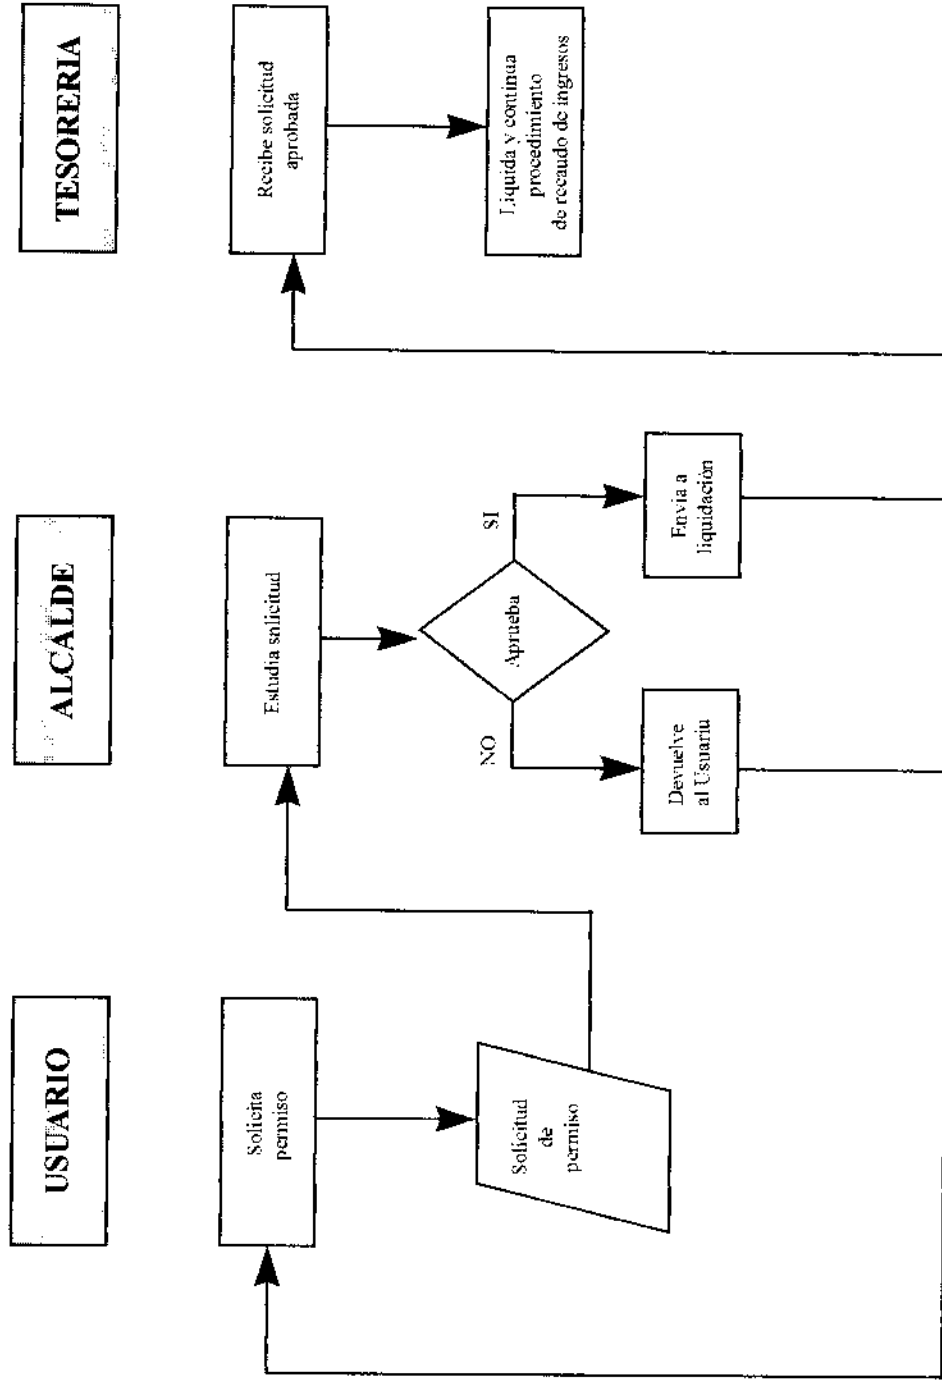 USUARIO
ALCALDE
TESORERIA
Solicita
permiso
Solicitud
de
permiso
Estudia solicitud
Aprueba
NO
SI
Devuelve
al Usuario
Envia a
liquidación
Recibe solicitud
aprobada
Liquida y continua
procedimiento
de recaudo de ingresos